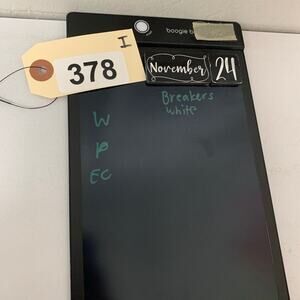 I
378
boogie b
November 24
Breakers
white
W
P
EC